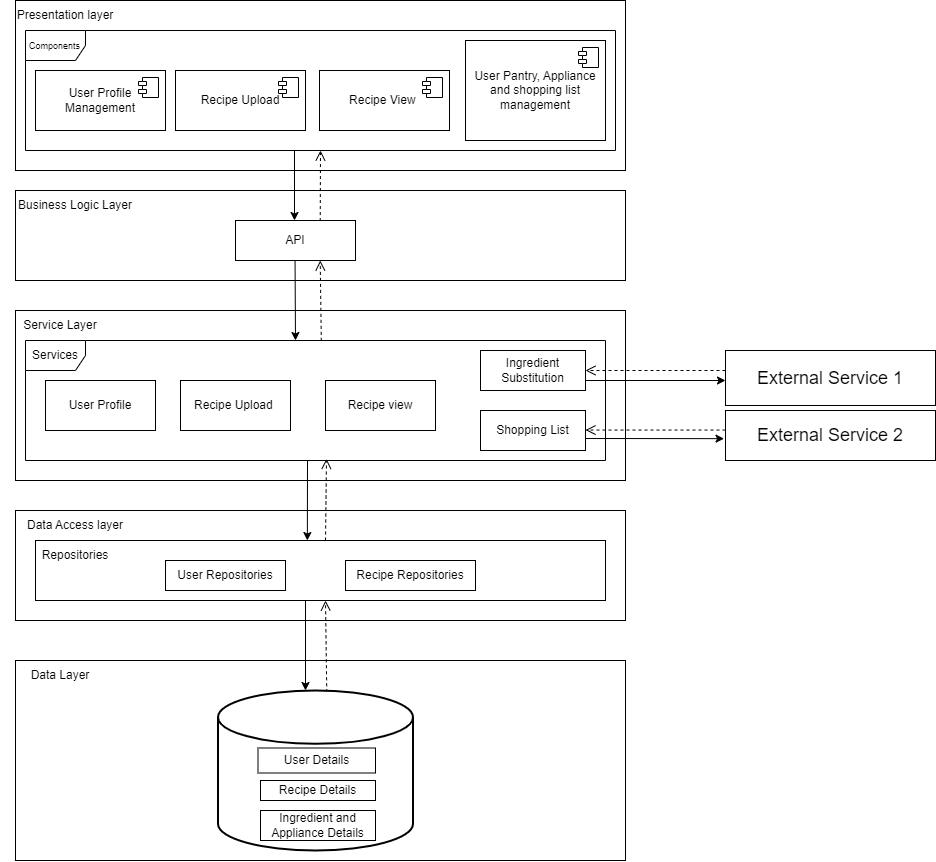 Presentation layer
Components
User Profile
Management
Recipe Upload
Recipe View
User Pantry, Appliance
and shopping list
management
Business Logic Layer
API
Service Layer
Services
User Profile
Recipe Upload
Recipe view
Ingredient
Substitution
Shopping List
External Service 1
External Service 2
Data Access layer
Repositories
User Repositories
Recipe Repositories
Data Layer
User Details
Recipe Details
Ingredient and
Appliance Details